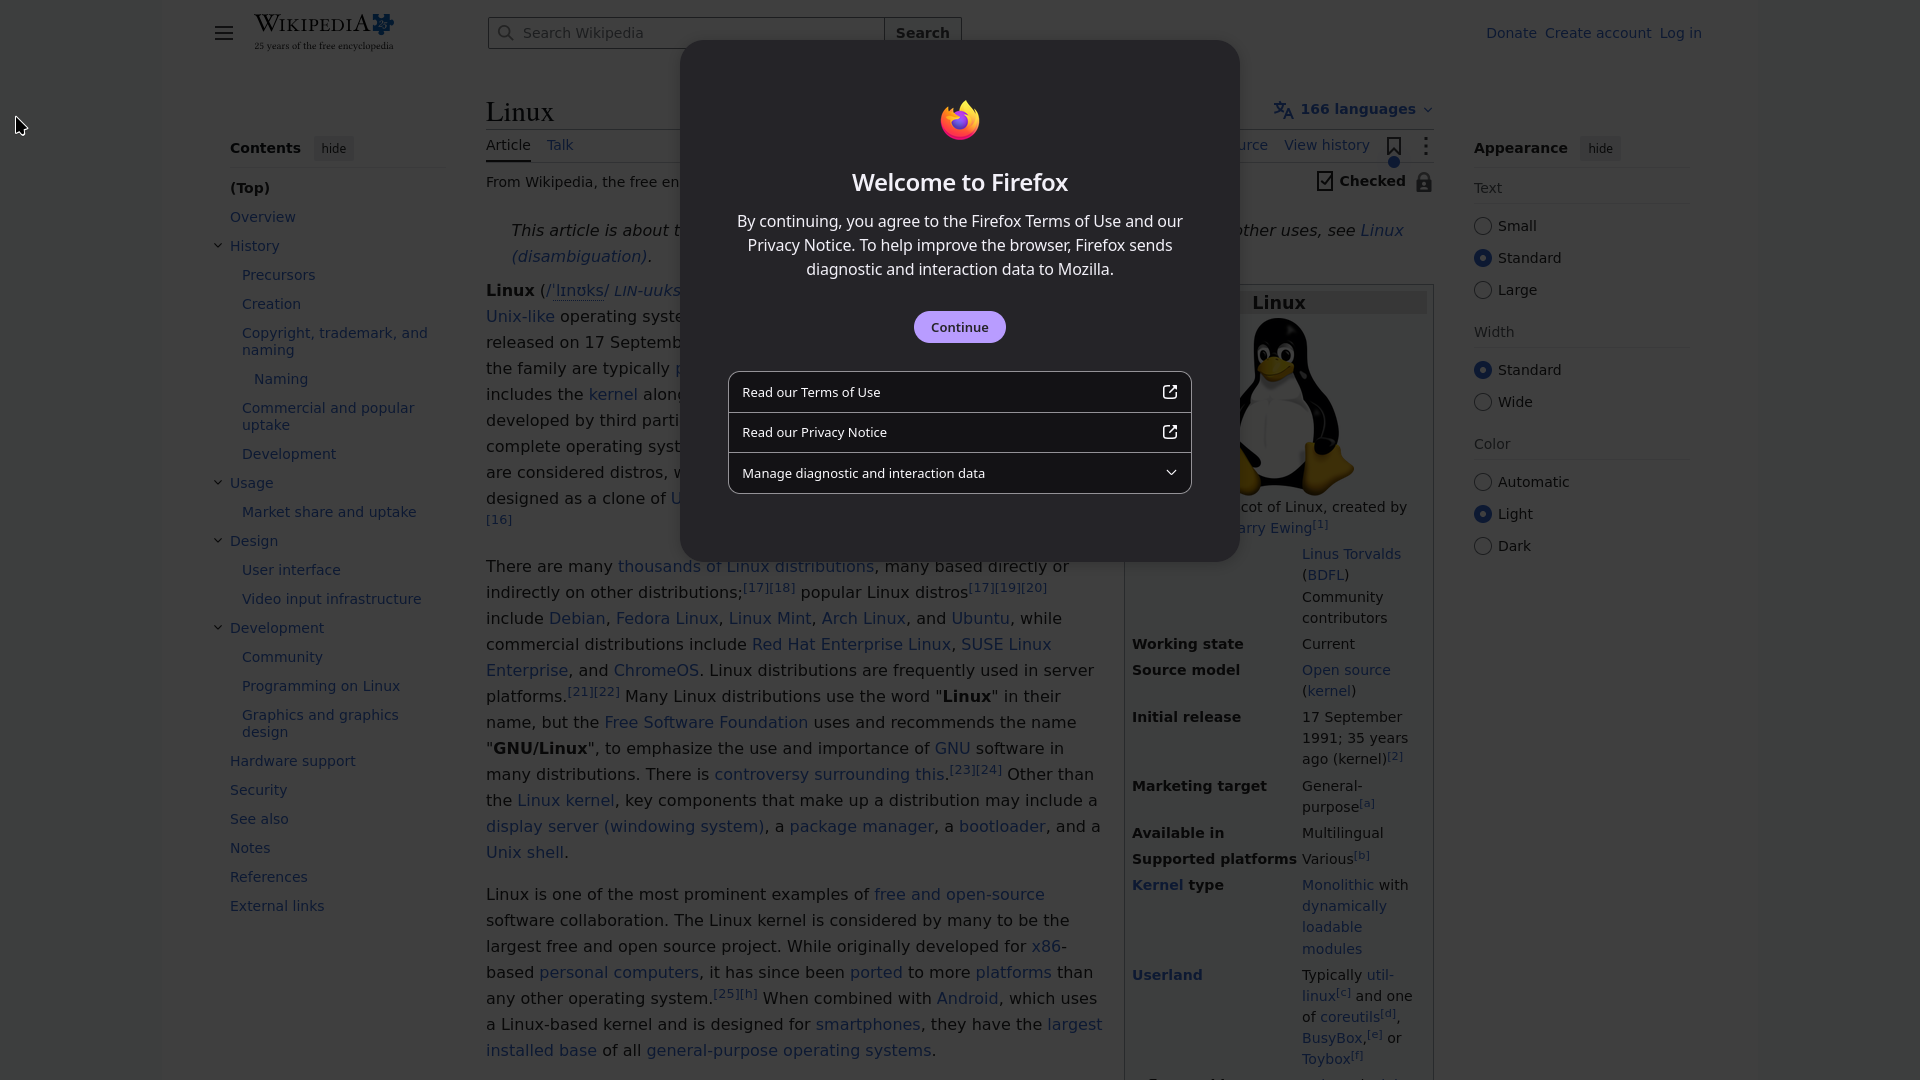 WIKIPEDIA
25 years of the free encyclopedia
Search Wikipedia
Search
Donate Create account Log in
Contents hide
(Top)
Overview
History
Precursors
Creation
Copyright, trademark, and
naming
Naming
Commercial and popular
uptake
Development
Usage
Market share and uptake
Design
User interface
Video input infrastructure
Development
Community
Programming on Linux
Graphics and graphics
design
Hardware support
Security
See also
Notes
References
External links
Linux
166 languages
Article Talk
urce View history
From Wikipedia, the free en
Checked
This article is about t
other uses, see Linux
(disambiguation).
Linux (/ˈlɪnʊks/ LIN-uuks
Unix-like operating syste
released on 17 Septemb
the family are typically p
includes the kernel along
developed by third parti
complete operating syst
are considered distros, w
designed as a clone of U
[16]
There are many thousands of Linux distributions, many based directly or
indirectly on other distributions;[17][18] popular Linux distros[17][19][20]
include Debian, Fedora Linux, Linux Mint, Arch Linux, and Ubuntu, while
commercial distributions include Red Hat Enterprise Linux, SUSE Linux
Enterprise, and ChromeOS. Linux distributions are frequently used in server
platforms.[21][22] Many Linux distributions use the word "Linux" in their
name, but the Free Software Foundation uses and recommends the name
"GNU/Linux", to emphasize the use and importance of GNU software in
many distributions. There is controversy surrounding this.[23][24] Other than
the Linux kernel, key components that make up a distribution may include a
display server (windowing system), a package manager, a bootloader, and a
Unix shell.
Linux is one of the most prominent examples of free and open-source
software collaboration. The Linux kernel is considered by many to be the
largest free and open source project. While originally developed for x86-
based personal computers, it has since been ported to more platforms than
any other operating system.[25][h] When combined with Android, which uses
a Linux-based kernel and is designed for smartphones, they have the largest
installed base of all general-purpose operating systems.
Welcome to Firefox
By continuing, you agree to the Firefox Terms of Use and our
Privacy Notice. To help improve the browser, Firefox sends
diagnostic and interaction data to Mozilla.
Continue
Read our Terms of Use
Read our Privacy Notice
Manage diagnostic and interaction data
Linux
cot of Linux, created by
arry Ewing[1]
Linus Torvalds
(BDFL)
Community
contributors
Working state Current
Source model Open source
(kernel)
Initial release 17 September
1991; 35 years
ago (kernel)[2]
Marketing target General-
purpose[a]
Available in Multilingual
Supported platforms Various[b]
Kernel type Monolithic with
dynamically
loadable
modules
Userland Typically util-
linux[c] and one
of coreutils[d],
BusyBox,[e] or
Toybox[f]
Appearance hide
Text
Small
Standard
Large
Width
Standard
Wide
Color
Automatic
Light
Dark